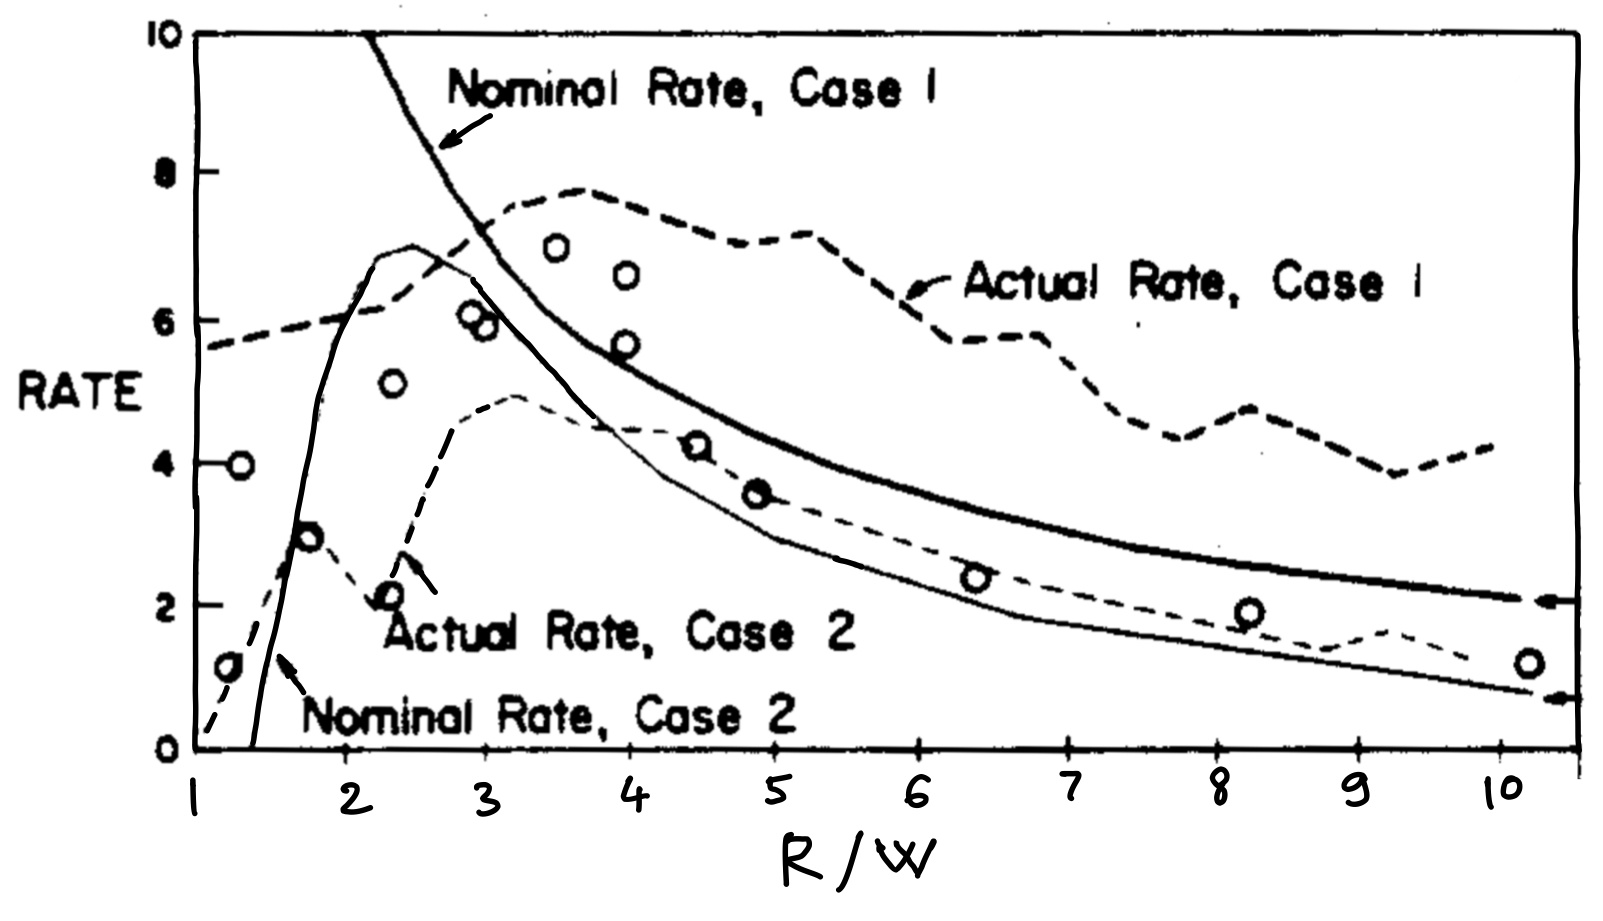 10
Nominal Rate, Case 1
8
Actual Rate, Case 1
6
RATE
4
2
Actual Rate, Case 2
Nominal Rate, Case 2
0
1 2 3 4 5 6 7 8 9 10
R/W